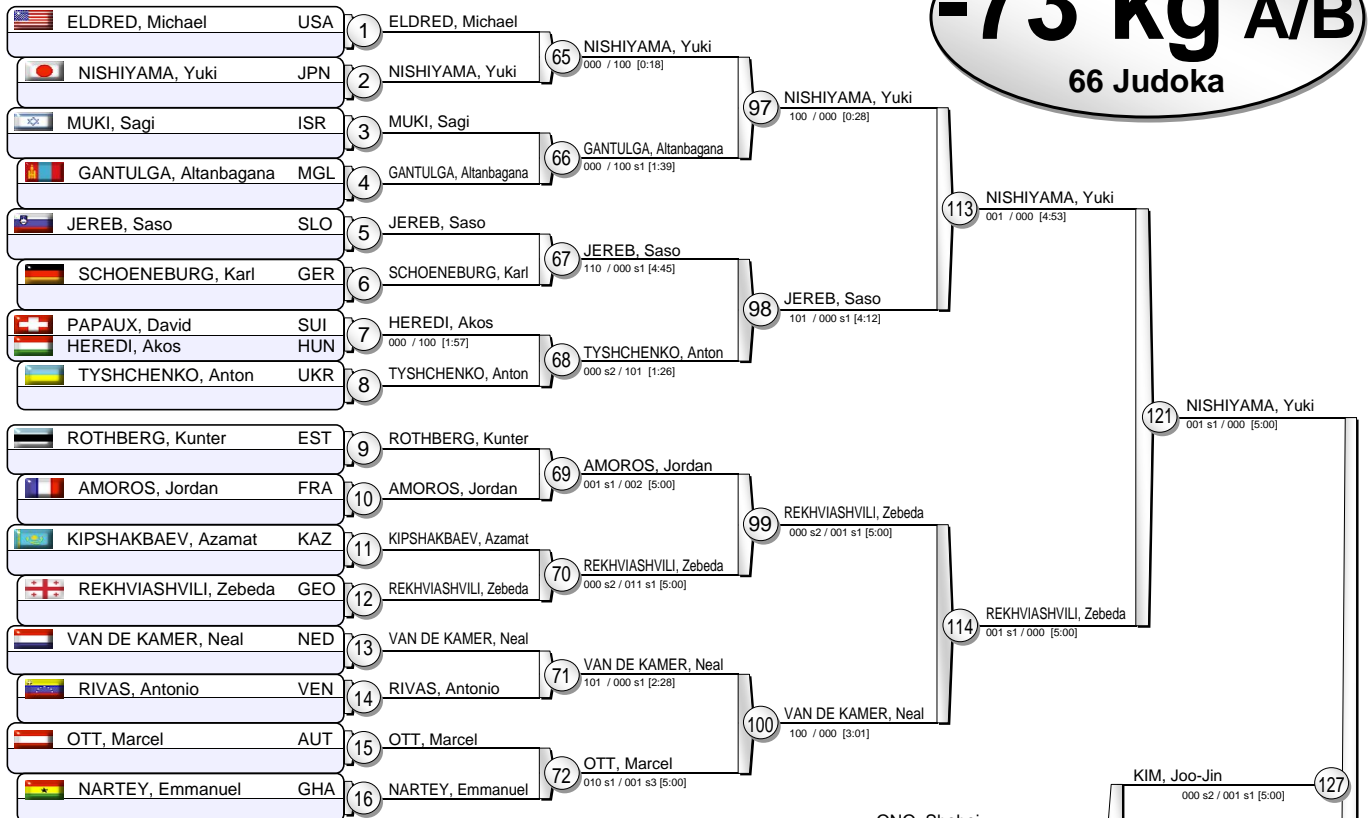 -73 kg A/B
66 Judoka
ELDRED, Michael USA
NISHIYAMA, Yuki JPN
MUKI, Sagi ISR
GANTULGA, Altanbagana MGL
JEREB, Saso SLO
SCHOENEBURG, Karl GER
PAPAUX, David SUI
HEREDI, Akos HUN
TYSHCHENKO, Anton UKR
ROTHBERG, Kunter EST
AMOROS, Jordan FRA
KIPSHAKBAEV, Azamat KAZ
REKHVIASHVILI, Zebeda GEO
VAN DE KAMER, Neal NED
RIVAS, Antonio VEN
OTT, Marcel AUT
NARTEY, Emmanuel GHA
1 ELDRED, Michael
2 NISHIYAMA, Yuki
3 MUKI, Sagi
4 GANTULGA, Altanbagana
5 JEREB, Saso
6 SCHOENEBURG, Karl
7 HEREDI, Akos
000 / 100 [1:57]
8 TYSHCHENKO, Anton
9 ROTHBERG, Kunter
10 AMOROS, Jordan
11 KIPSHAKBAEV, Azamat
12 REKHVIASHVILI, Zebeda
13 VAN DE KAMER, Neal
14 RIVAS, Antonio
15 OTT, Marcel
16 NARTEY, Emmanuel
65 NISHIYAMA, Yuki
000 / 100 [0:18]
66 GANTULGA, Altanbagana
000 / 100 s1 [1:39]
67 JEREB, Saso
110 / 000 s1 [4:45]
68 TYSHCHENKO, Anton
000 s2 / 101 [1:26]
69 AMOROS, Jordan
001 s1 / 002 [5:00]
70 REKHVIASHVILI, Zebeda
000 s2 / 011 s1 [5:00]
71 VAN DE KAMER, Neal
101 / 000 s1 [2:28]
72 OTT, Marcel
010 s1 / 001 s3 [5:00]
97 NISHIYAMA, Yuki
100 / 000 [0:28]
98 JEREB, Saso
101 / 000 s1 [4:12]
99 REKHVIASHVILI, Zebeda
000 s2 / 001 s1 [5:00]
100 VAN DE KAMER, Neal
100 / 000 [3:01]
113 NISHIYAMA, Yuki
001 / 000 [4:53]
114 REKHVIASHVILI, Zebeda
001 s1 / 000 [5:00]
121 NISHIYAMA, Yuki
001 s1 / 000 [5:00]
KIM, Joo-Jin 127
000 s2 / 001 s1 [5:00]